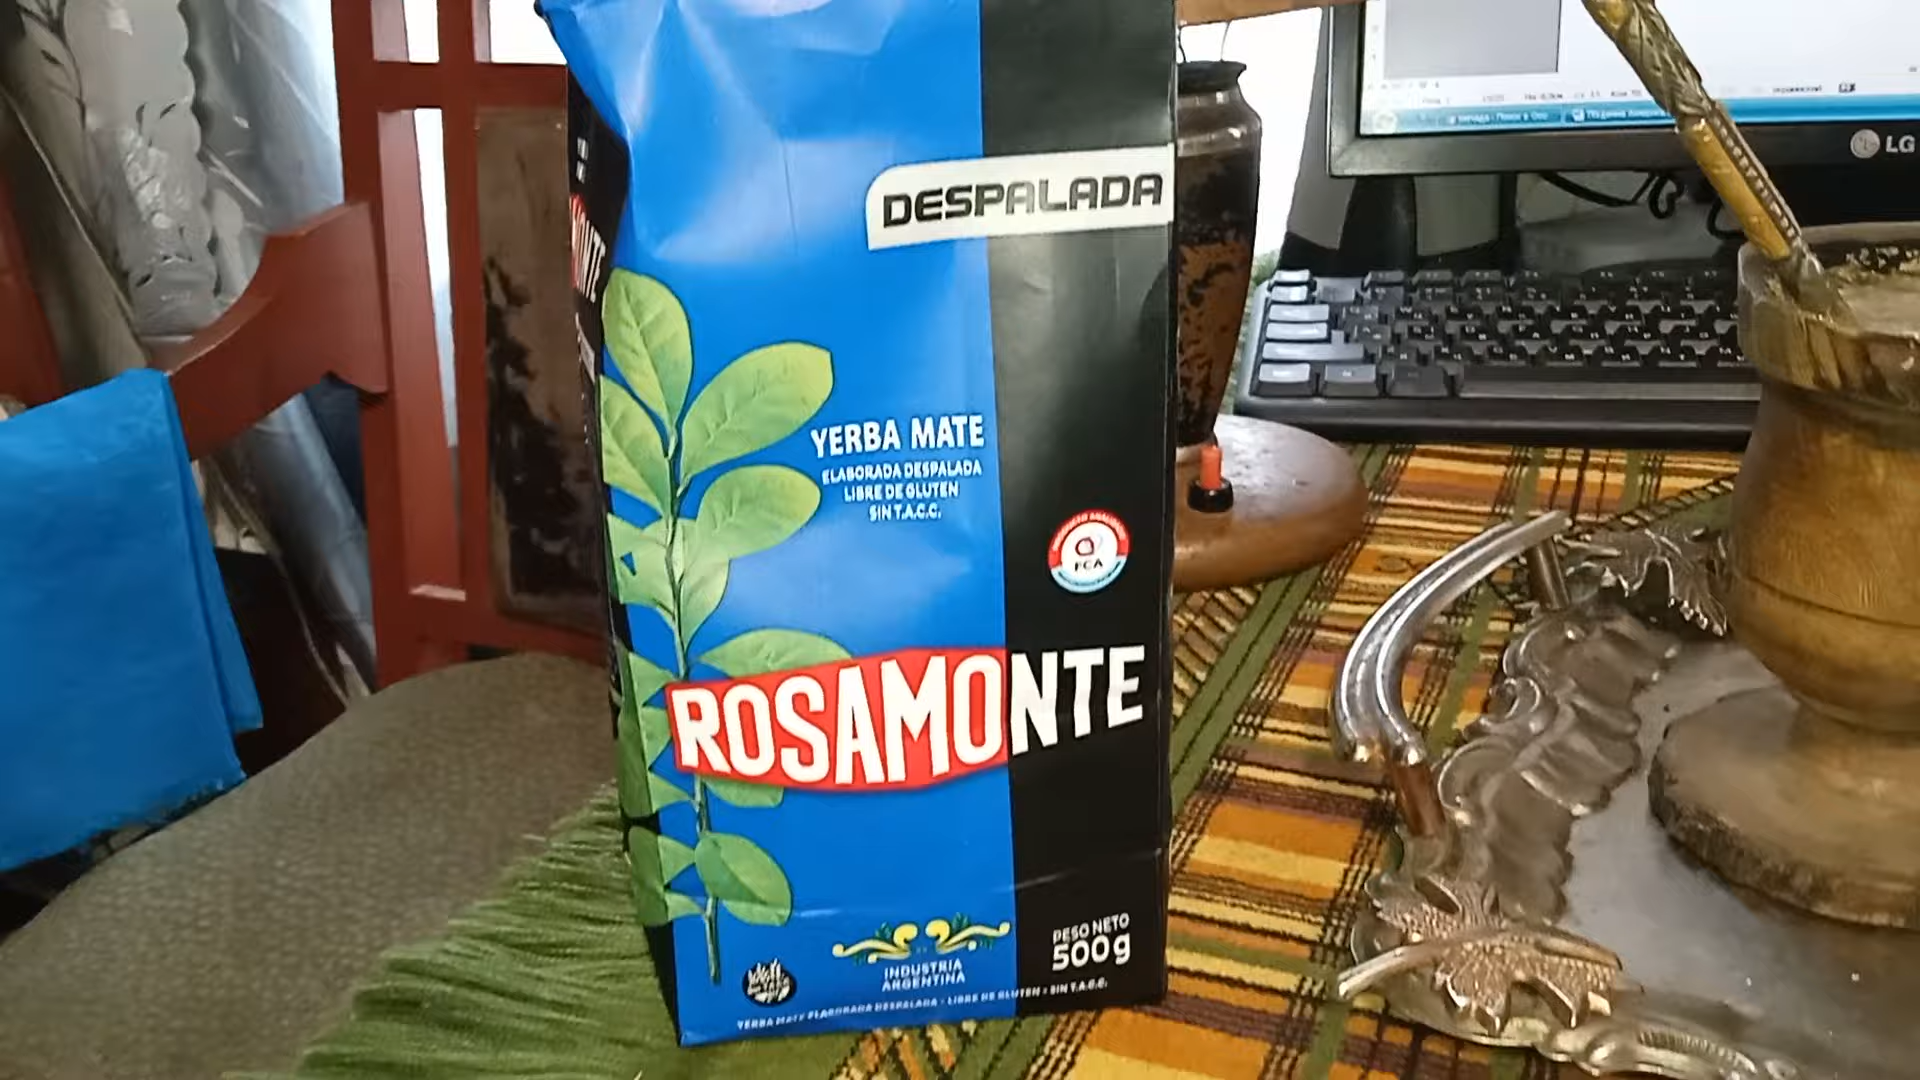 DESPALADA
YERBA MATE
ELABORADA DESPALADA
LIBRE DE GLUTEN
SIN T.A.C.C.
FCA
ROSAMONTE
INDUSTRIA
ARGENTINA
PESO NETO
500g
YERBA MATE ELABORADA DESPALADA - LIBRE DE GLUTEN - SIN T.A.C.C.
LG